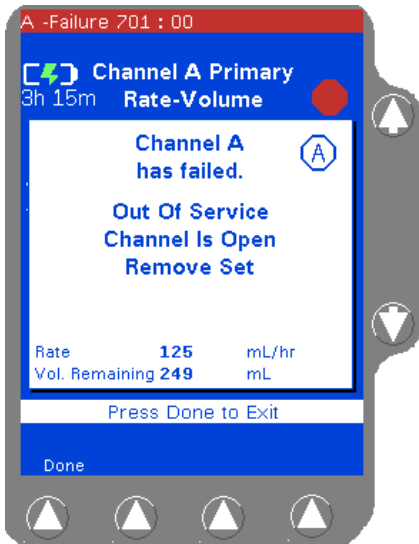 A -Failure 701 : 00
Channel A Primary
3h 15m Rate-Volume
Channel A
has failed.
A
Out Of Service
Channel Is Open
Remove Set
Rate 125 mL/hr
Vol. Remaining 249 mL
Press Done to Exit
Done